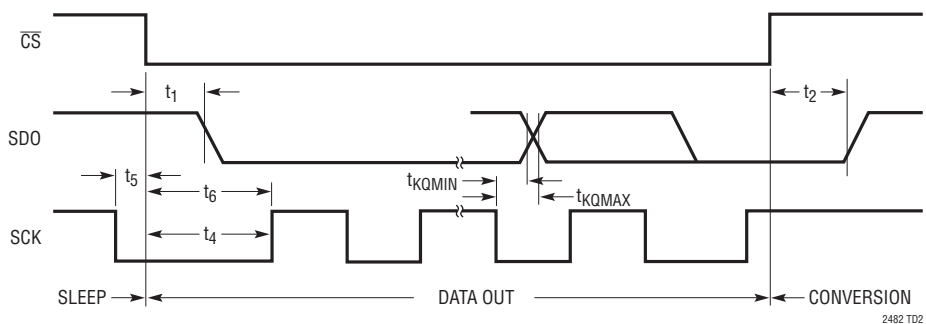 CS
t1
t2
SDO
t5
t6
tKQMIN
tKQMAX
SCK
t4
SLEEP
DATA OUT
CONVERSION
2482 TD2